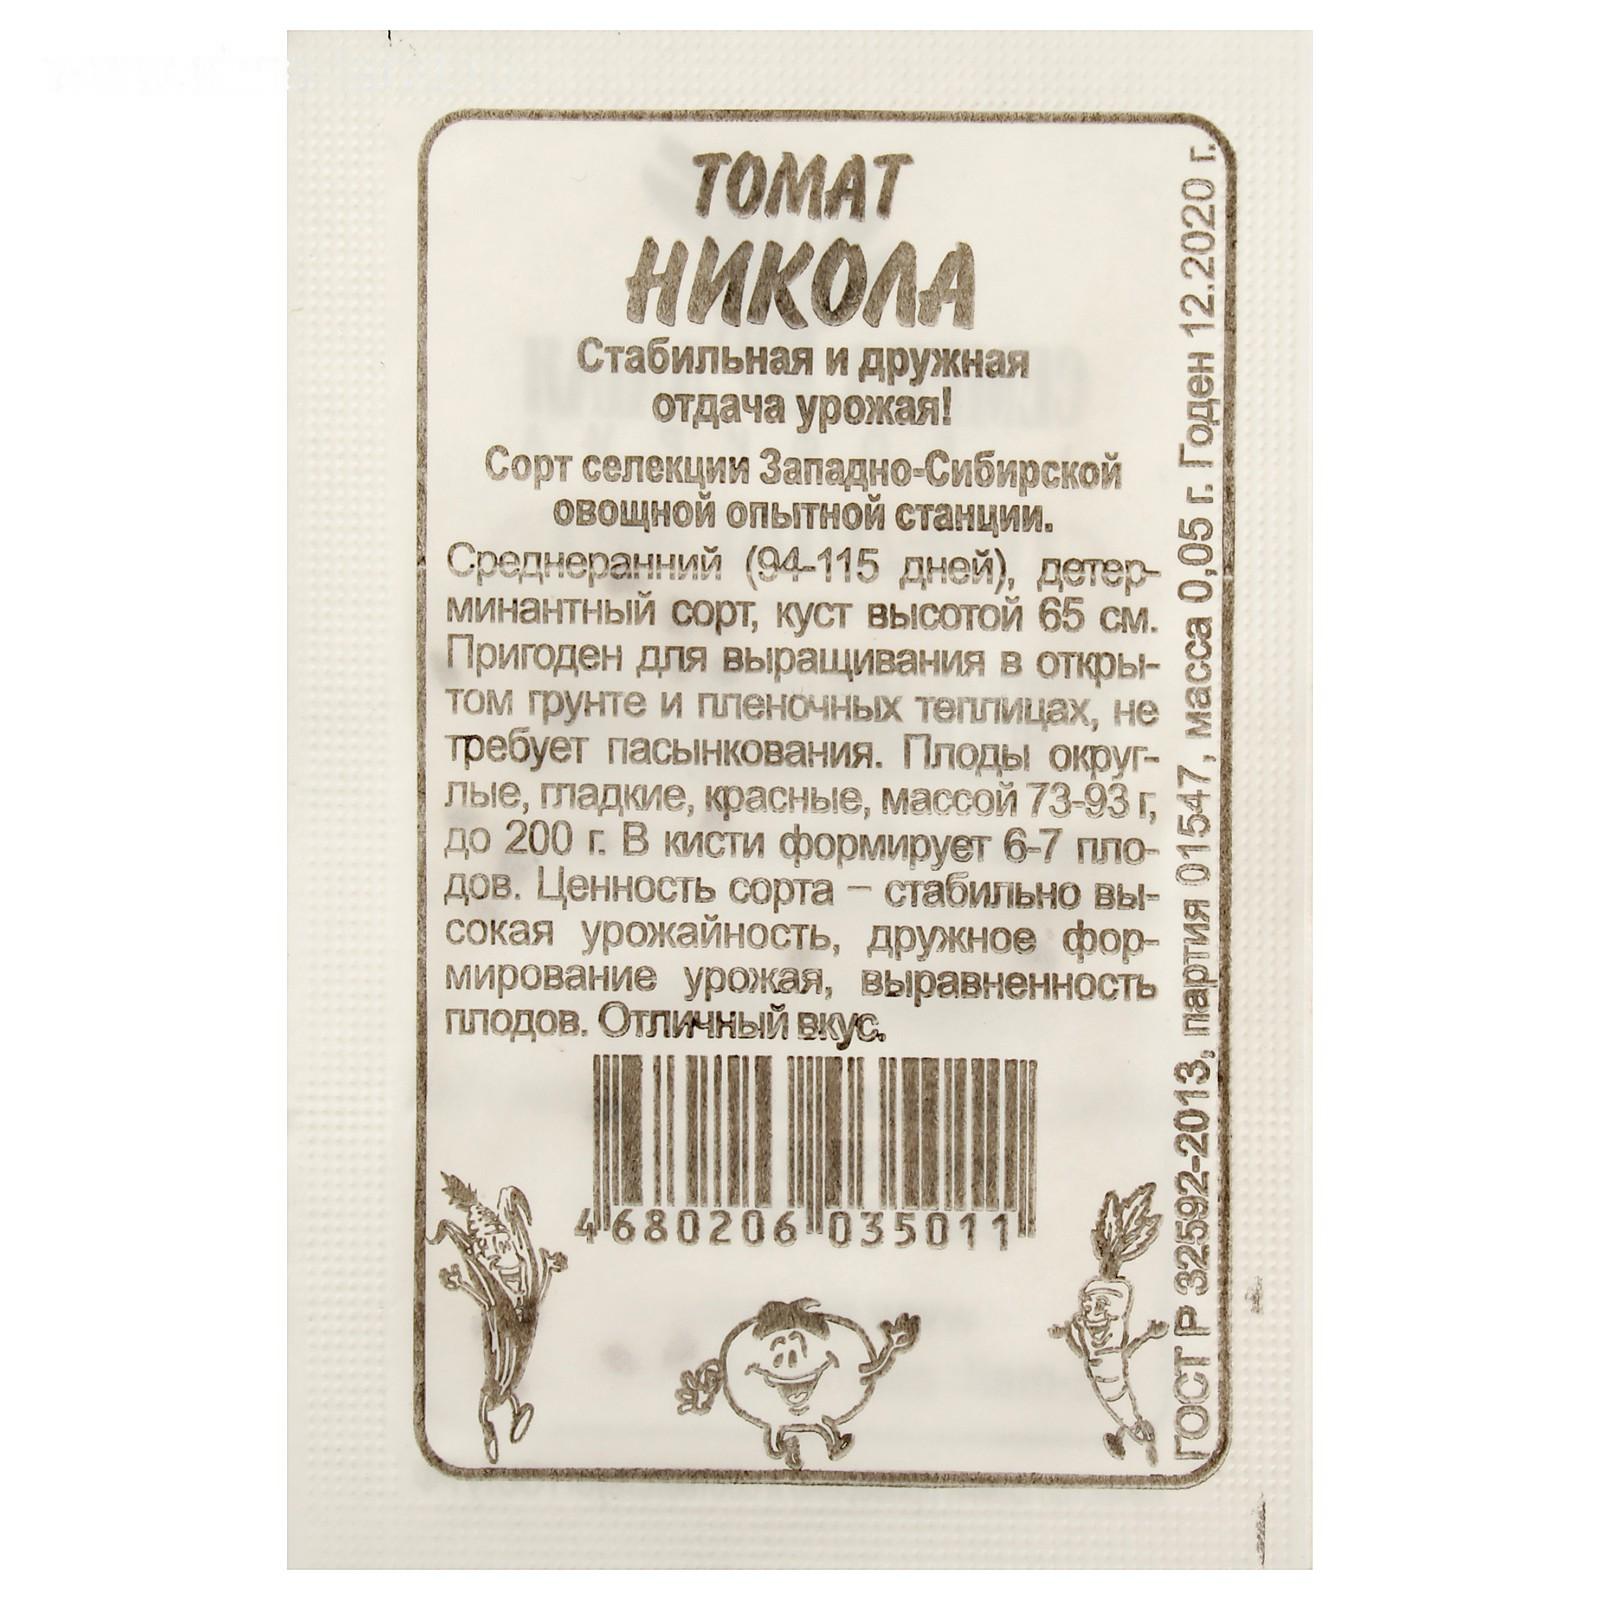 ТОМАТ
НИКОЛА
Стабильная и дружная
отдача урожая!
Сорт селекции Западно-Сибирской
овощной опытной станции.
Среднеранний (94-115 дней), детер-
минантный сорт, куст высотой 65 см.
Пригоден для выращивания в откры-
том грунте и пленочных теплицах, не
требует пасынкования. Плоды округ-
лые, гладкие, красные, массой 73-93 г,
до 200 г. В кисти формирует 6-7 пло-
дов. Ценность сорта – стабильно вы-
сокая урожайность, дружное фор-
мирование урожая, выравненность
плодов. Отличный вкус.
4 680206 035011
ГОСТ Р 32592-2013, партия 01547, масса 0,05 г. Годен 12.2020 г.